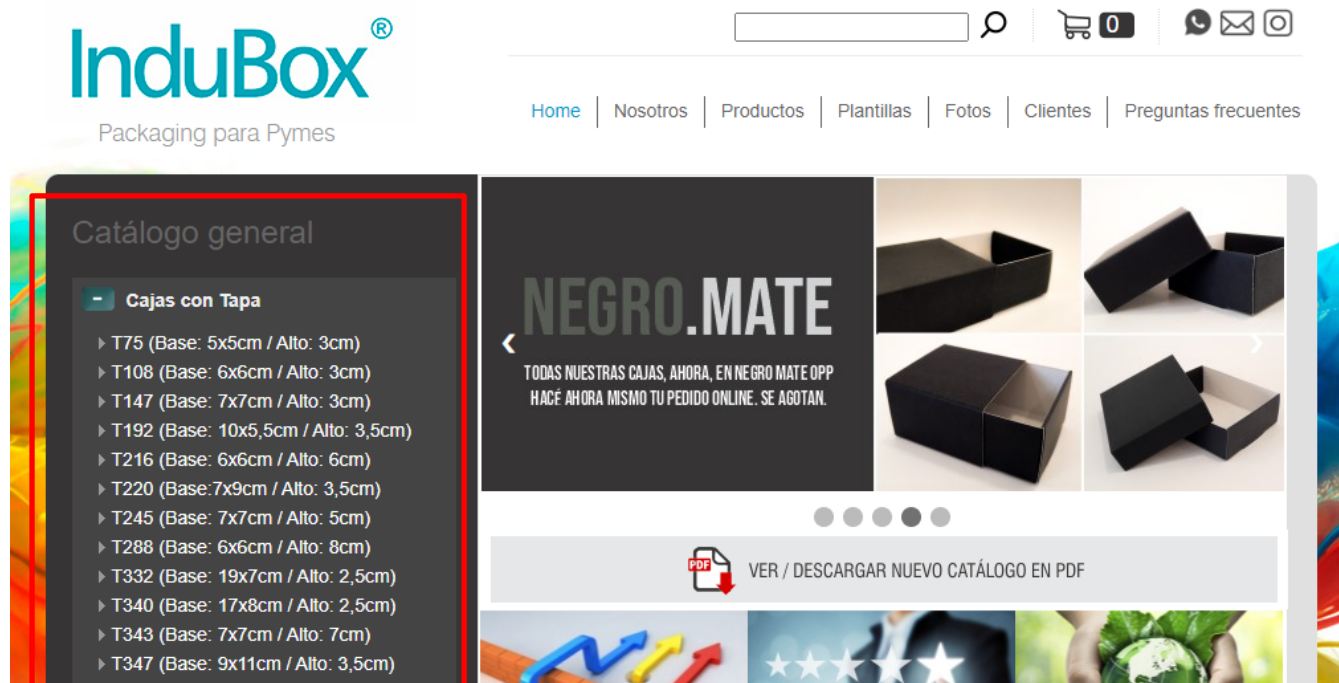 InduBox®
Packaging para Pymes
0
Home
Nosotros
Productos
Plantillas
Fotos
Clientes
Preguntas frecuentes
Catálogo general
- Cajas con Tapa
T75 (Base: 5x5cm / Alto: 3cm)
T108 (Base: 6x6cm / Alto: 3cm)
T147 (Base: 7x7cm / Alto: 3cm)
T192 (Base: 10x5,5cm / Alto: 3,5cm)
T216 (Base: 6x6cm / Alto: 6cm)
T220 (Base:7x9cm / Alto: 3,5cm)
T245 (Base: 7x7cm / Alto: 5cm)
T288 (Base: 6x6cm / Alto: 8cm)
T332 (Base: 19x7cm / Alto: 2,5cm)
T340 (Base: 17x8cm / Alto: 2,5cm)
T343 (Base: 7x7cm / Alto: 7cm)
T347 (Base: 9x11cm / Alto: 3,5cm)
NEGRO.MATE
TODAS NUESTRAS CAJAS, AHORA, EN NEGRO MATE OPP
HACÉ AHORA MISMO TU PEDIDO ONLINE. SE AGOTAN.
PDF
VER / DESCARGAR NUEVO CATÁLOGO EN PDF